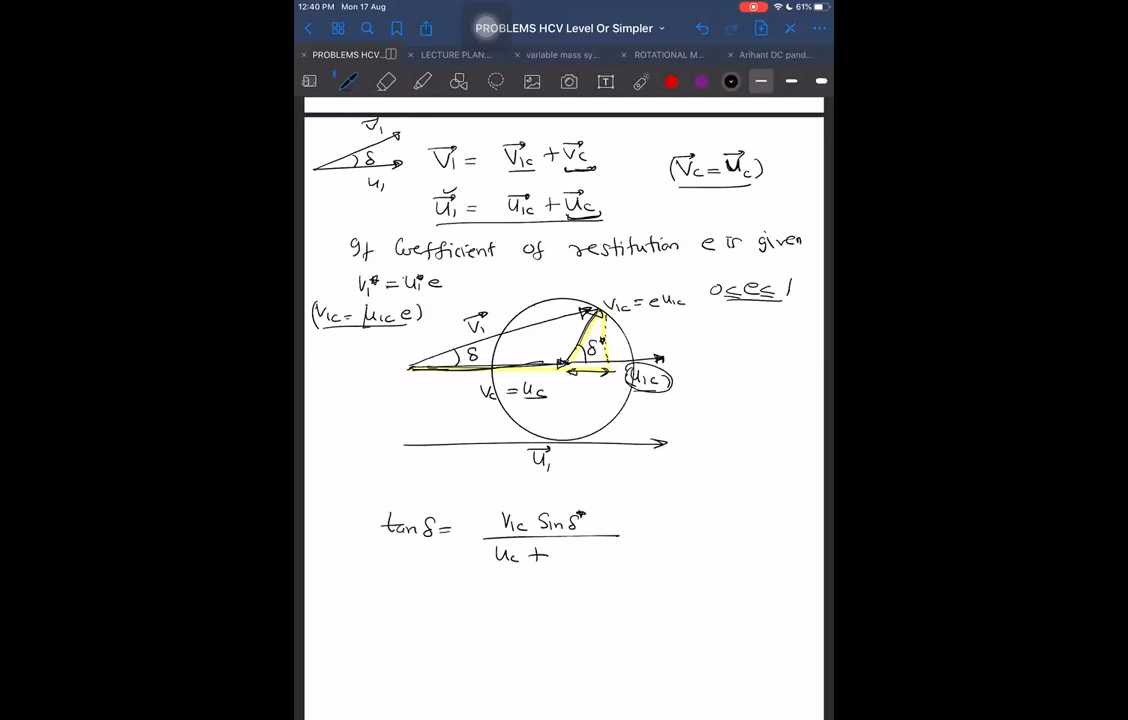 12:40 PM Mon 17 Aug 61%
PROBLEMS HCV Level Or Simpler
PROBLEMS HCV... LECTURE PLAN... variable mass sy... ROTATIONAL M... Arihant DC pand...
V⃗₁ δ u₁
V⃗₁ = V⃗₁c + V⃗c (V⃗c = u⃗c)
u⃗₁ = u⃗₁c + u⃗c
If Coefficient of restitution e is given
V₁* = u₁* e 0 ≤ e ≤ 1
(V₁c = u₁c e) V₁c = e u₁c
V⃗₁ δ δ*
Vc = uc u₁c
u⃗₁
tan δ = V₁c Sin δ*
uc +